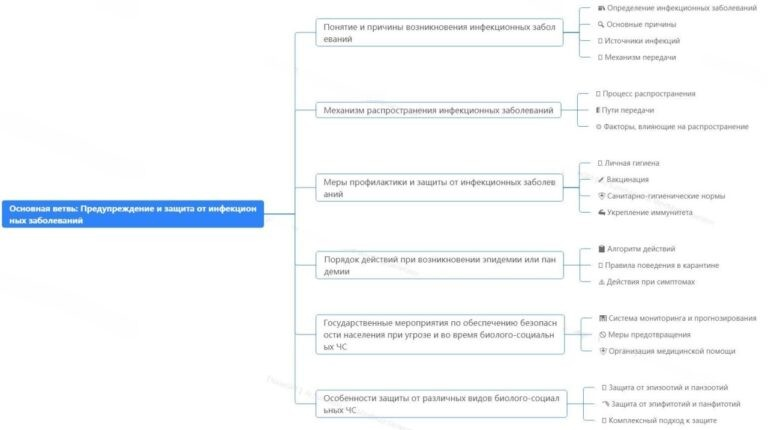 Основная ветвь: Предупреждение и защита от инфекцион
ных заболеваний
Понятие и причины возникновения инфекционных забол
еваний
Определение инфекционных заболеваний
Основные причины
Источники инфекций
Механизм передачи
Механизм распространения инфекционных заболеваний
Процесс распространения
Пути передачи
Факторы, влияющие на распространение
Меры профилактики и защиты от инфекционных заболев
аний
Личная гигиена
Вакцинация
Санитарно-гигиенические нормы
Укрепление иммунитета
Порядок действий при возникновении эпидемии или пан
демии
Алгоритм действий
Правила поведения в карантине
Действия при симптомах
Государственные мероприятия по обеспечению безопасн
ости населения при угрозе и во время биолого-социальн
ых ЧС
Система мониторинга и прогнозирования
Меры предотвращения
Организация медицинской помощи
Особенности защиты от различных видов биолого-социал
ьных ЧС
Защита от эпизоотий и панзоотий
Защита от эпифитотий и панфитотий
Комплексный подход к защите